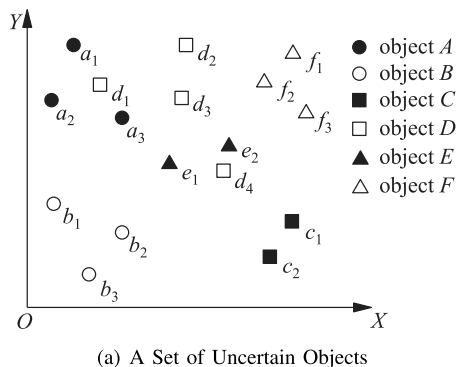 Y
a1
d2
f1
object A
d1
f2
object B
a2
a3
d3
f3
object C
object D
e1
e2
object E
d4
object F
b1
b2
c1
c2
b3
O
X
(a) A Set of Uncertain Objects